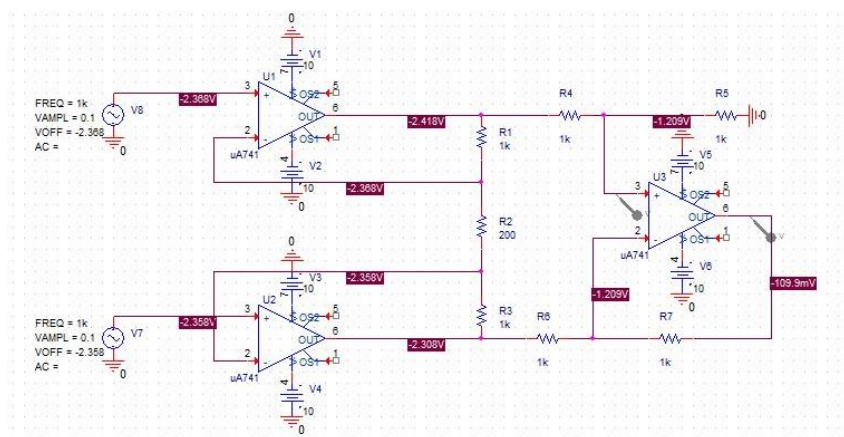 0
V1
10
7
U1
3
+
OS2
5
V8
FREQ = 1k
VAMPL = 0.1
VOFF = -2.368
AC =
0
-2.368V
OUT
6
-2.418V
2
-
OS1
1
uA741
4
V2
10
0
-2.368V
R1
1k
R2
200
R4
1k
R5
1k
0
-1.209V
V5
10
7
U3
3
+
OS2
5
OUT
6
2
-
OS1
1
uA741
4
V6
10
0
V
V
-109.9mV
-1.209V
0
V3
10
7
-2.358V
U2
3
+
OS2
5
V7
FREQ = 1k
VAMPL = 0.1
VOFF = -2.358
AC =
0
-2.358V
OUT
6
-2.308V
2
-
OS1
1
uA741
4
V4
10
0
R3
1k
R6
1k
R7
1k